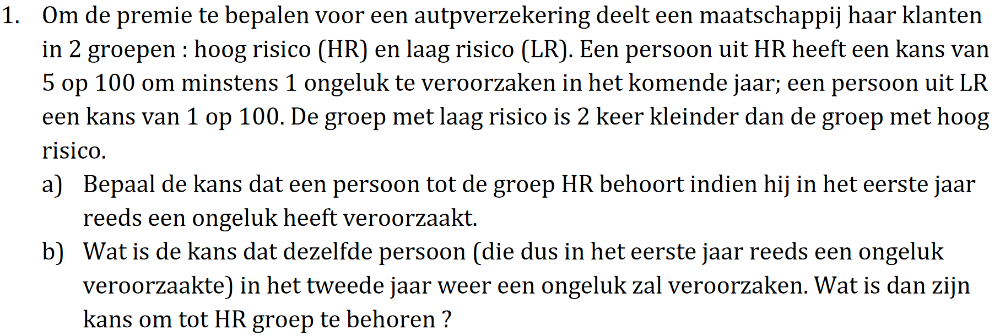 1. Om de premie te bepalen voor een autpverzekering deelt een maatschappij haar klanten
in 2 groepen : hoog risico (HR) en laag risico (LR). Een persoon uit HR heeft een kans van
5 op 100 om minstens 1 ongeluk te veroorzaken in het komende jaar; een persoon uit LR
een kans van 1 op 100. De groep met laag risico is 2 keer kleinder dan de groep met hoog
risico.
a) Bepaal de kans dat een persoon tot de groep HR behoort indien hij in het eerste jaar
reeds een ongeluk heeft veroorzaakt.
b) Wat is de kans dat dezelfde persoon (die dus in het eerste jaar reeds een ongeluk
veroorzaakte) in het tweede jaar weer een ongeluk zal veroorzaken. Wat is dan zijn
kans om tot HR groep te behoren ?